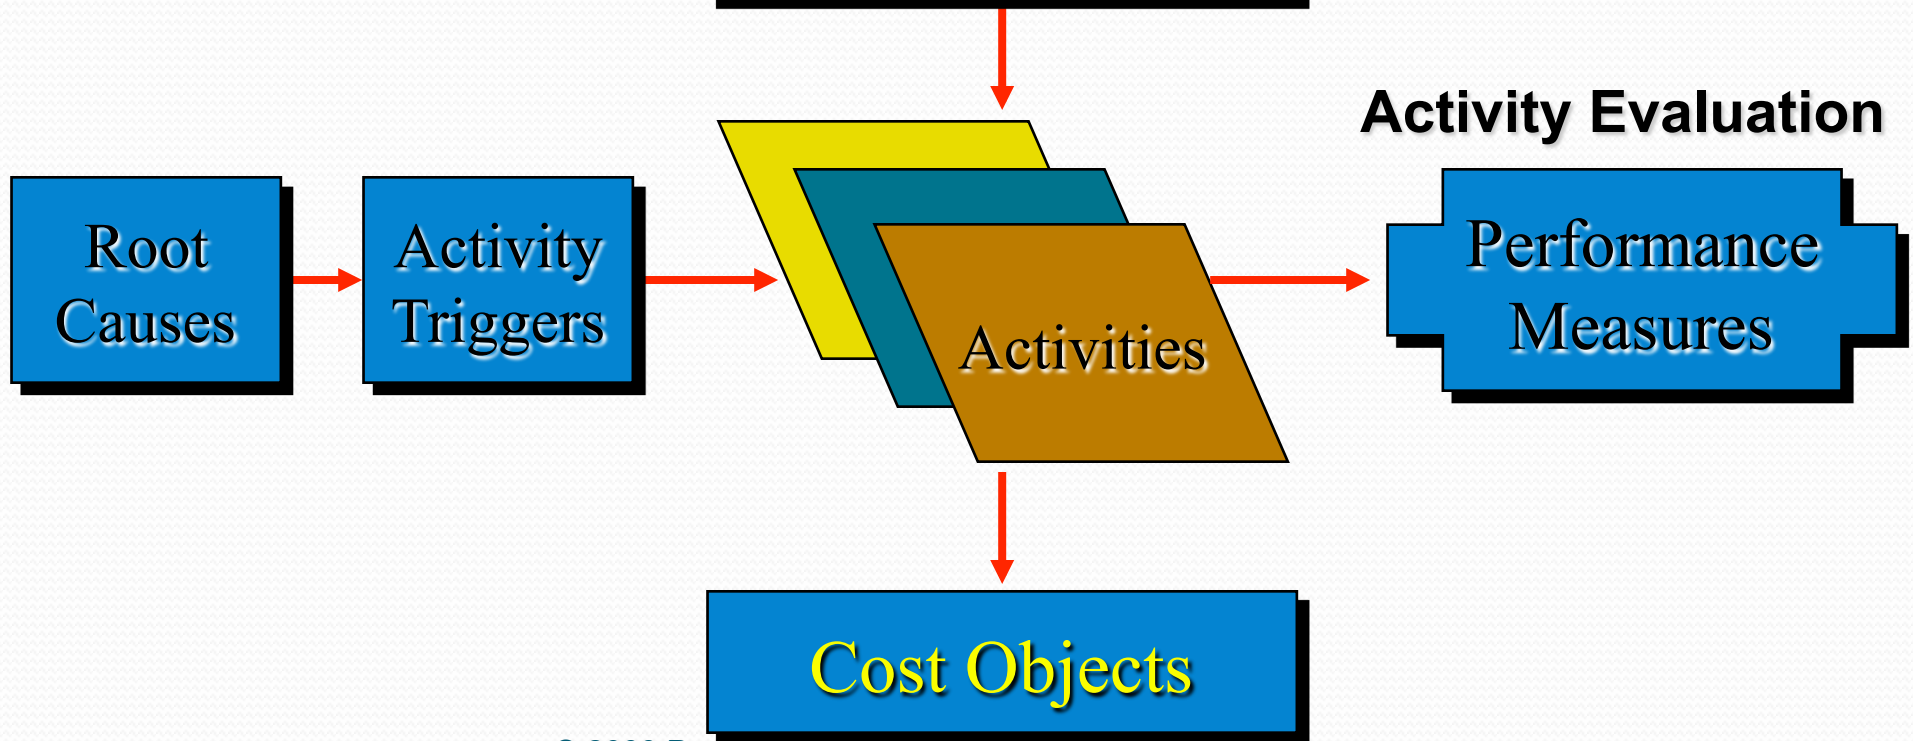 Activity Evaluation
Root
Causes
Activity
Triggers
Activities
Performance
Measures
Cost Objects